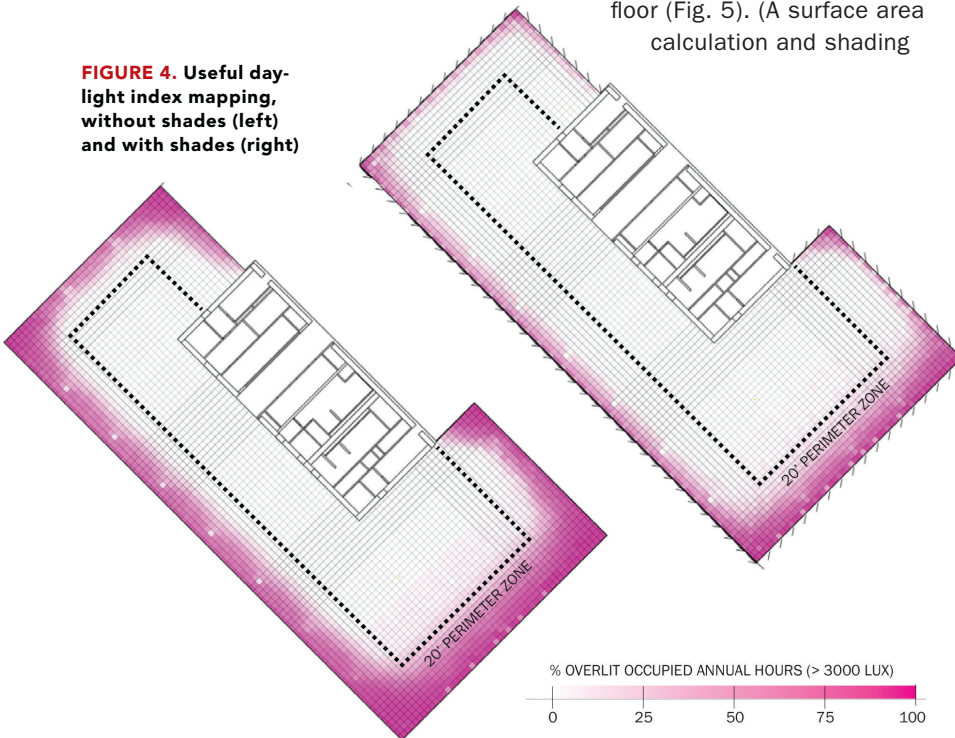 floor (Fig. 5). (A surface area
calculation and shading
FIGURE 4. Useful day-
light index mapping,
without shades (left)
and with shades (right)
20' PERIMETER ZONE
20' PERIMETER ZONE
% OVERLIT OCCUPIED ANNUAL HOURS (> 3000 LUX)
0 25 50 75 100